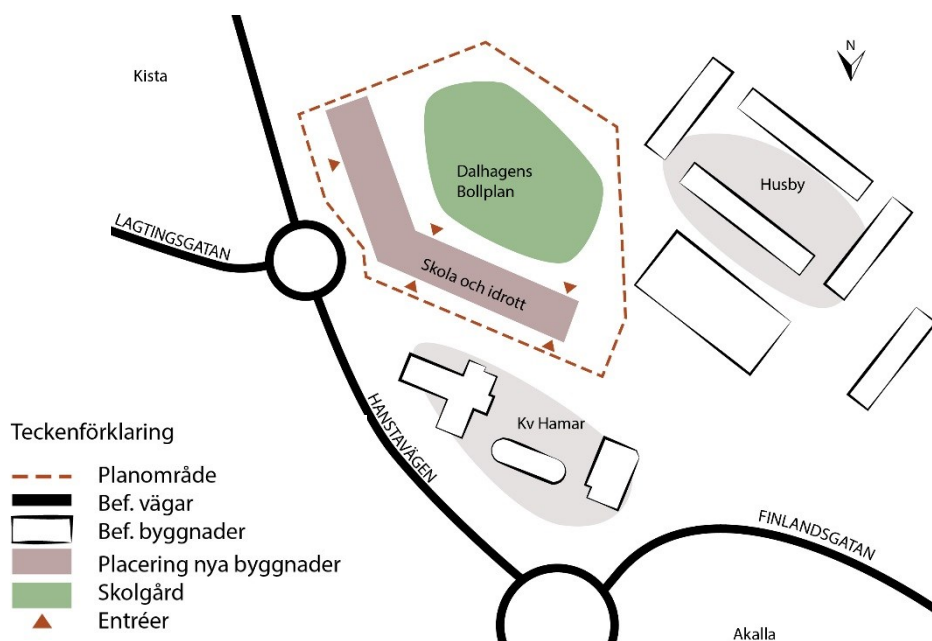 Kista
N
Dalhagens
Bollplan
Husby
LAGTINGSGATAN
Skola och idrott
HANSTAVÄGEN
Kv Hamar
FINLANDSGATAN
Akalla
Teckenförklaring
Planområde
Bef. vägar
Bef. byggnader
Placering nya byggnader
Skolgård
Entréer